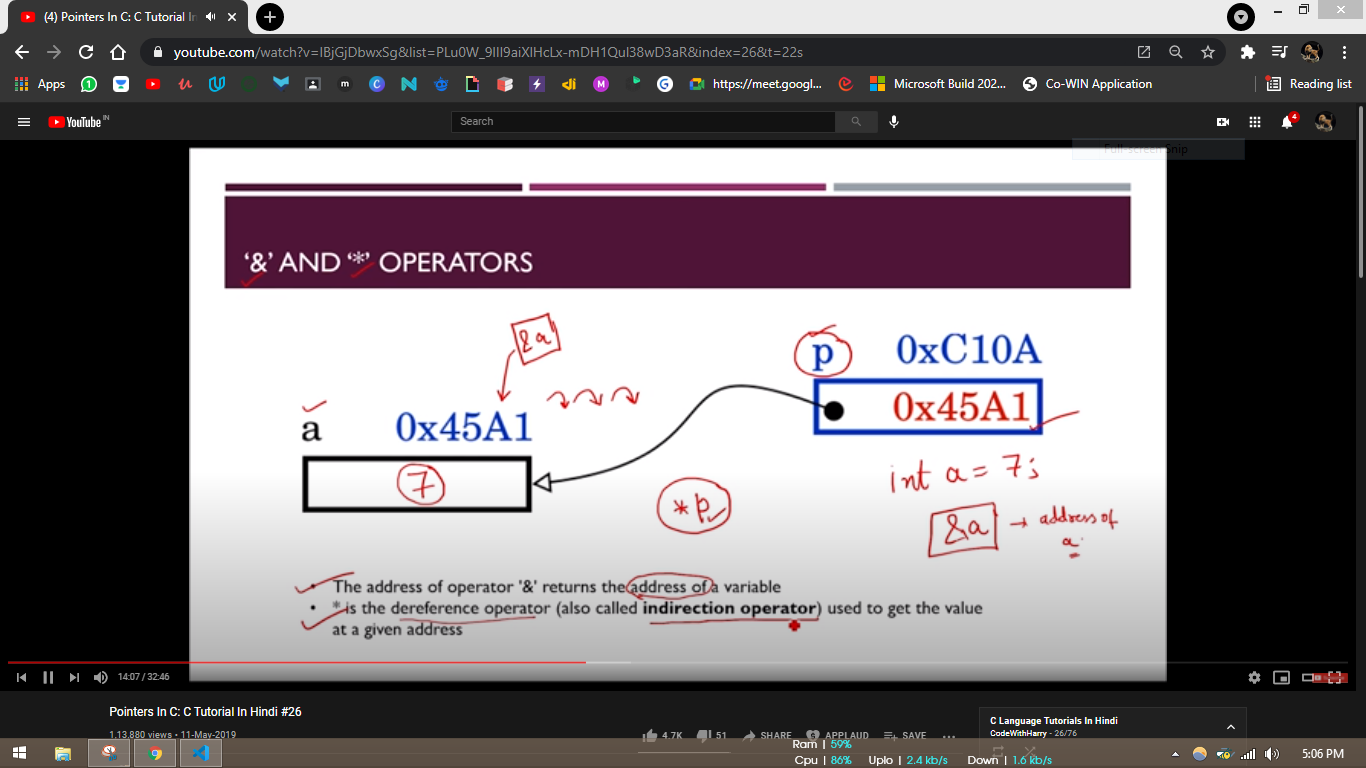 (4) Pointers In C: C Tutorial In
youtube.com/watch?v=IBjGjDbwxSg&list=PLu0W_9lII9aiXlHcLx-mDH1QuI38wD3aR&index=26&t=22s
Apps
https://meet.googl...
Microsoft Build 202...
Co-WIN Application
Reading list
YouTube IN
Search
4
Full-screen Snip
'&' AND '*' OPERATORS
&a
p 0xC10A
0x45A1
a 0x45A1
7
*p
int a = 7;
&a → address of
a
• The address of operator '&' returns the address of a variable
• * is the dereference operator (also called indirection operator) used to get the value
at a given address
14:07 / 32:46
Pointers In C: C Tutorial In Hindi #26
1,13,880 views • 11-May-2019
4.7K 51 SHARE APPLAUD SAVE ...
C Language Tutorials In Hindi
CodeWithHarry - 26/76
Ram | 59%
Cpu | 86% Uplo | 2.4 kb/s Down | 1.6 kb/s
5:06 PM